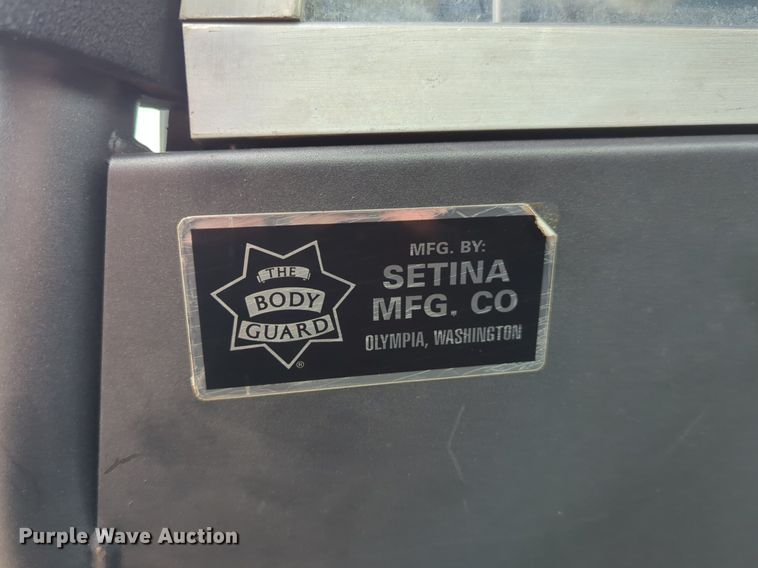 THE
BODY
GUARD
®
MFG. BY:
SETINA
MFG. CO
OLYMPIA, WASHINGTON
Purple Wave Auction